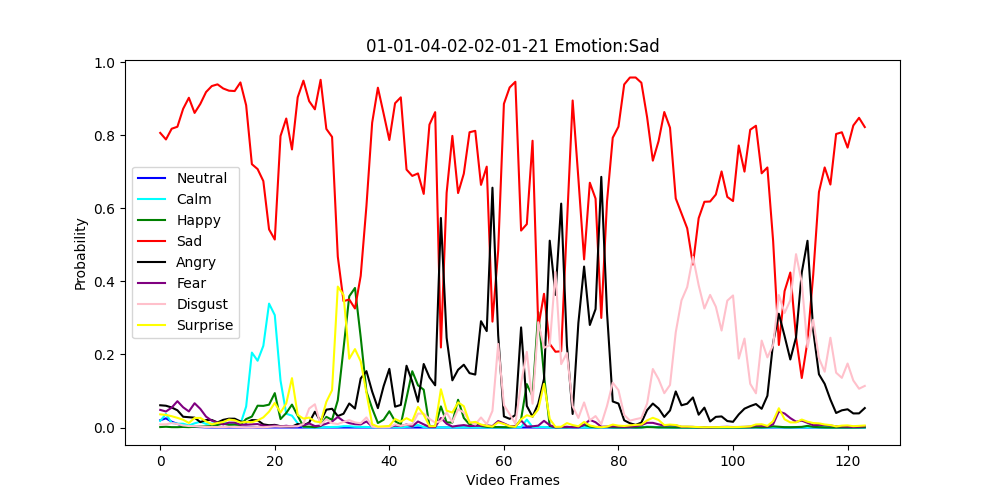 01-01-04-02-02-01-21 Emotion:Sad
1.0
0.8
0.6
0.4
0.2
0.0
Probability
Neutral
Calm
Happy
Sad
Angry
Fear
Disgust
Surprise
0 20 40 60 80 100 120
Video Frames